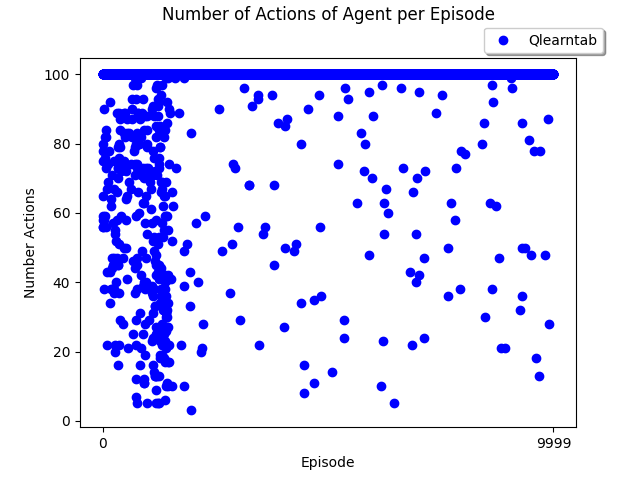 Number of Actions of Agent per Episode
Qlearntab
100
80
60
40
20
0
Number Actions
0
9999
Episode